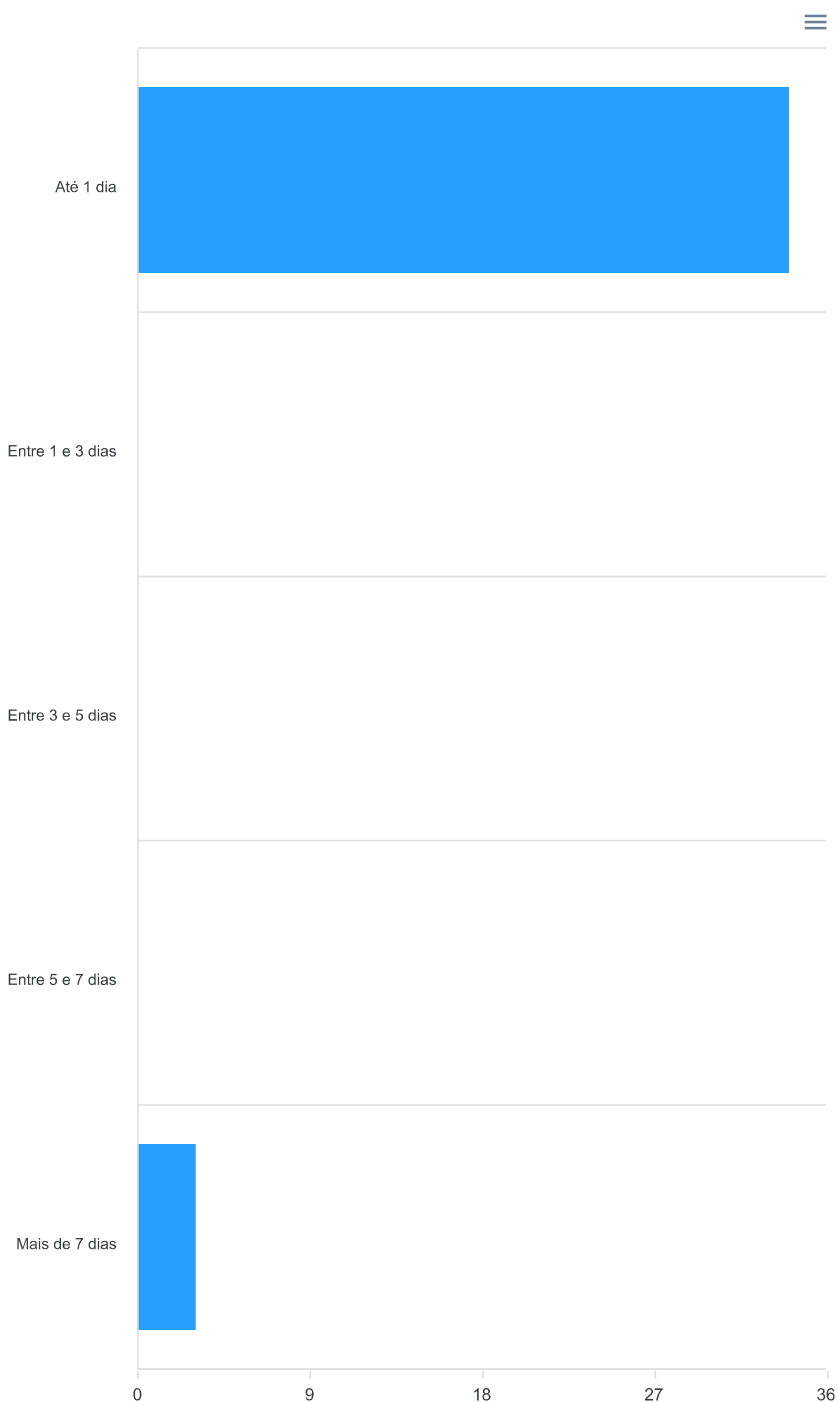 Até 1 dia
Entre 1 e 3 dias
Entre 3 e 5 dias
Entre 5 e 7 dias
Mais de 7 dias
0 9 18 27 36